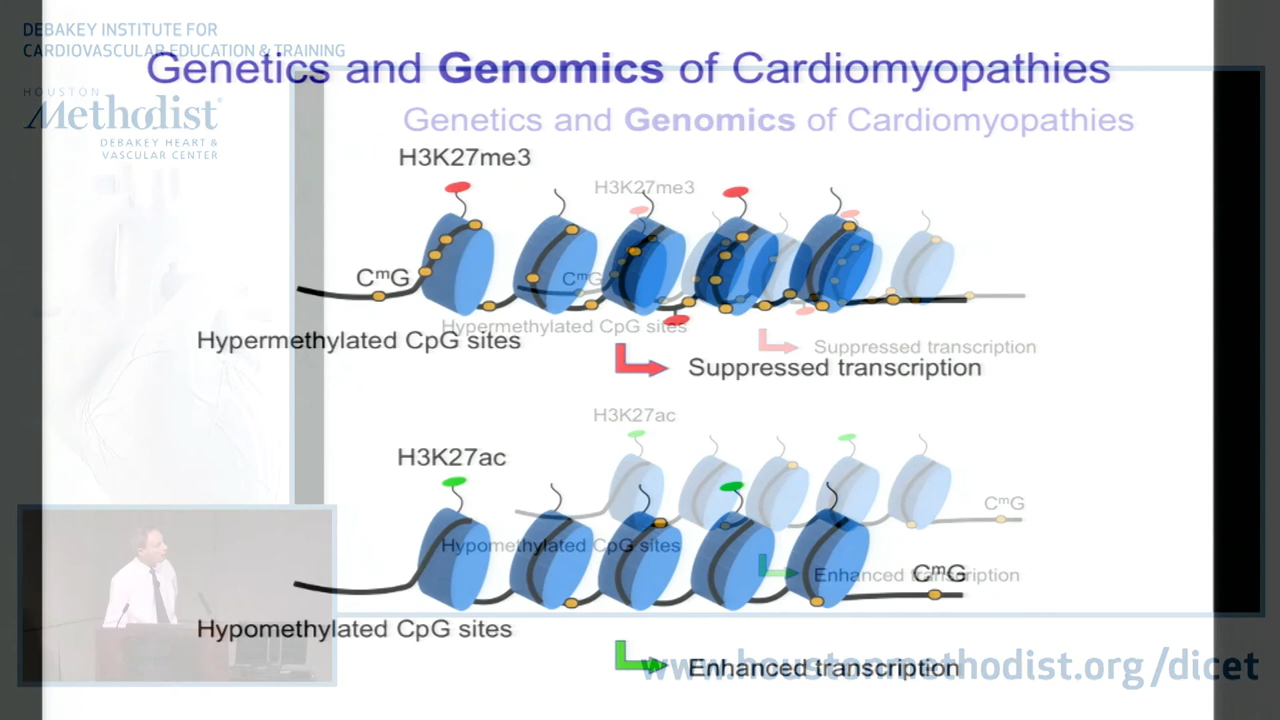 DEBAKEY INSTITUTE FOR
CARDIOVASCULAR EDUCATION & TRAINING
Genetics and Genomics of Cardiomyopathies
HOUSTON
Methodist
DEBAKEY HEART &
VASCULAR CENTER
Genetics and Genomics of Cardiomyopathies
H3K27me3
H3K27me3
CmG
CmG
Hypermethylated CpG sites
Hypermethylated CpG sites
Suppressed transcription
Suppressed transcription
H3K27ac
H3K27ac
CmG
Hypomethylated CpG sites
Enhanced transcription
CmG
Hypomethylated CpG sites
Enhanced transcription
www.houstonmethodist.org/dicet